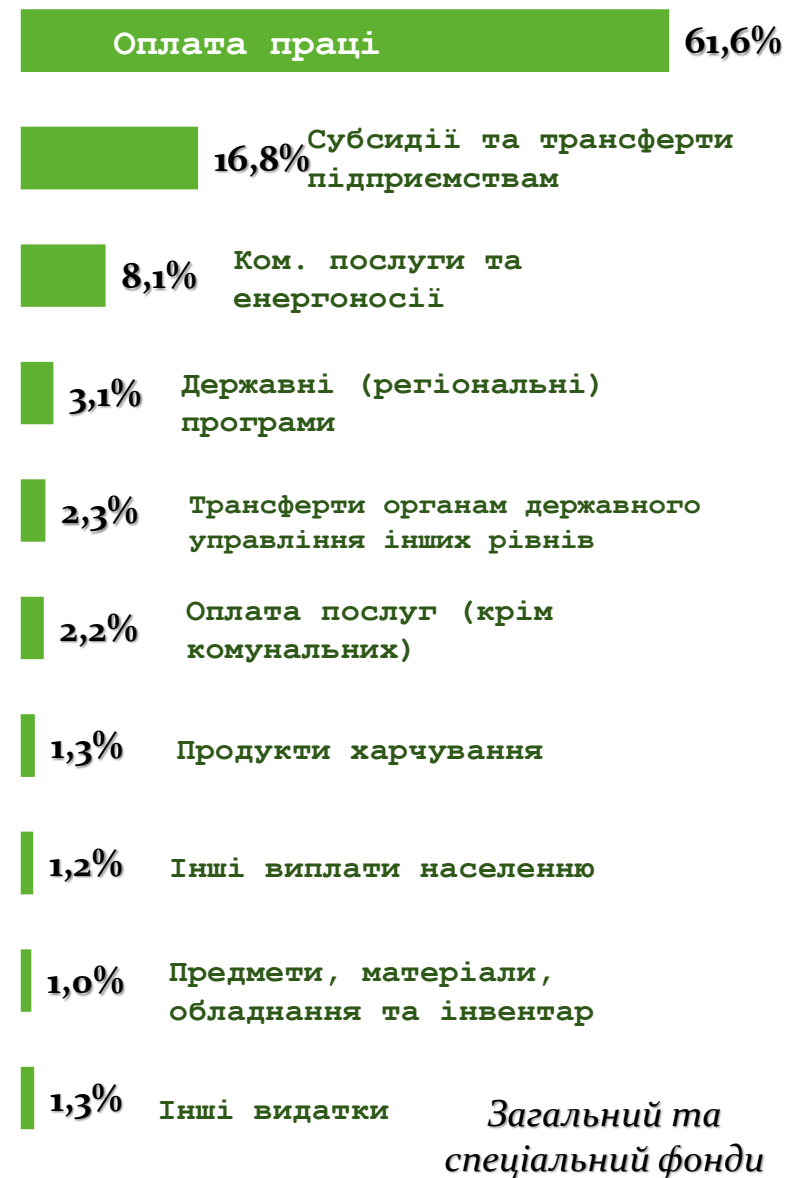 Оплата праці
61,6%
16,8%
Субсидії та трансферти
підприємствам
8,1%
Ком. послуги та
енергоносії
3,1%
Державні (регіональні)
програми
2,3%
Трансферти органам державного
управління інших рівнів
2,2%
Оплата послуг (крім
комунальних)
1,3%
Продукти харчування
1,2%
Інші виплати населенню
1,0%
Предмети, матеріали,
обладнання та інвентар
1,3%
Інші видатки
Загальний та
спеціальний фонди